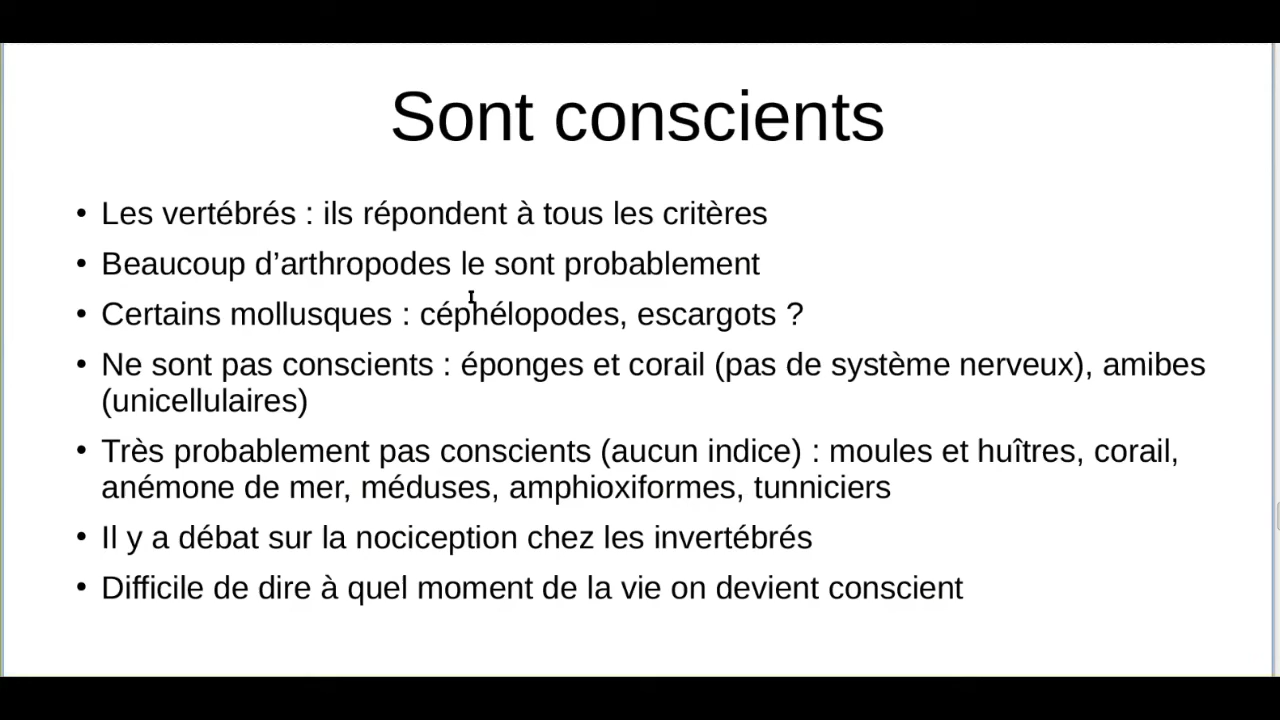 Sont conscients
• Les vertébrés : ils répondent à tous les critères
• Beaucoup d’arthropodes le sont probablement
• Certains mollusques : céphélopodes, escargots ?
• Ne sont pas conscients : éponges et corail (pas de système nerveux), amibes
(unicellulaires)
• Très probablement pas conscients (aucun indice) : moules et huîtres, corail,
anémone de mer, méduses, amphioxiformes, tunniciers
• Il y a débat sur la nociception chez les invertébrés
• Difficile de dire à quel moment de la vie on devient conscient